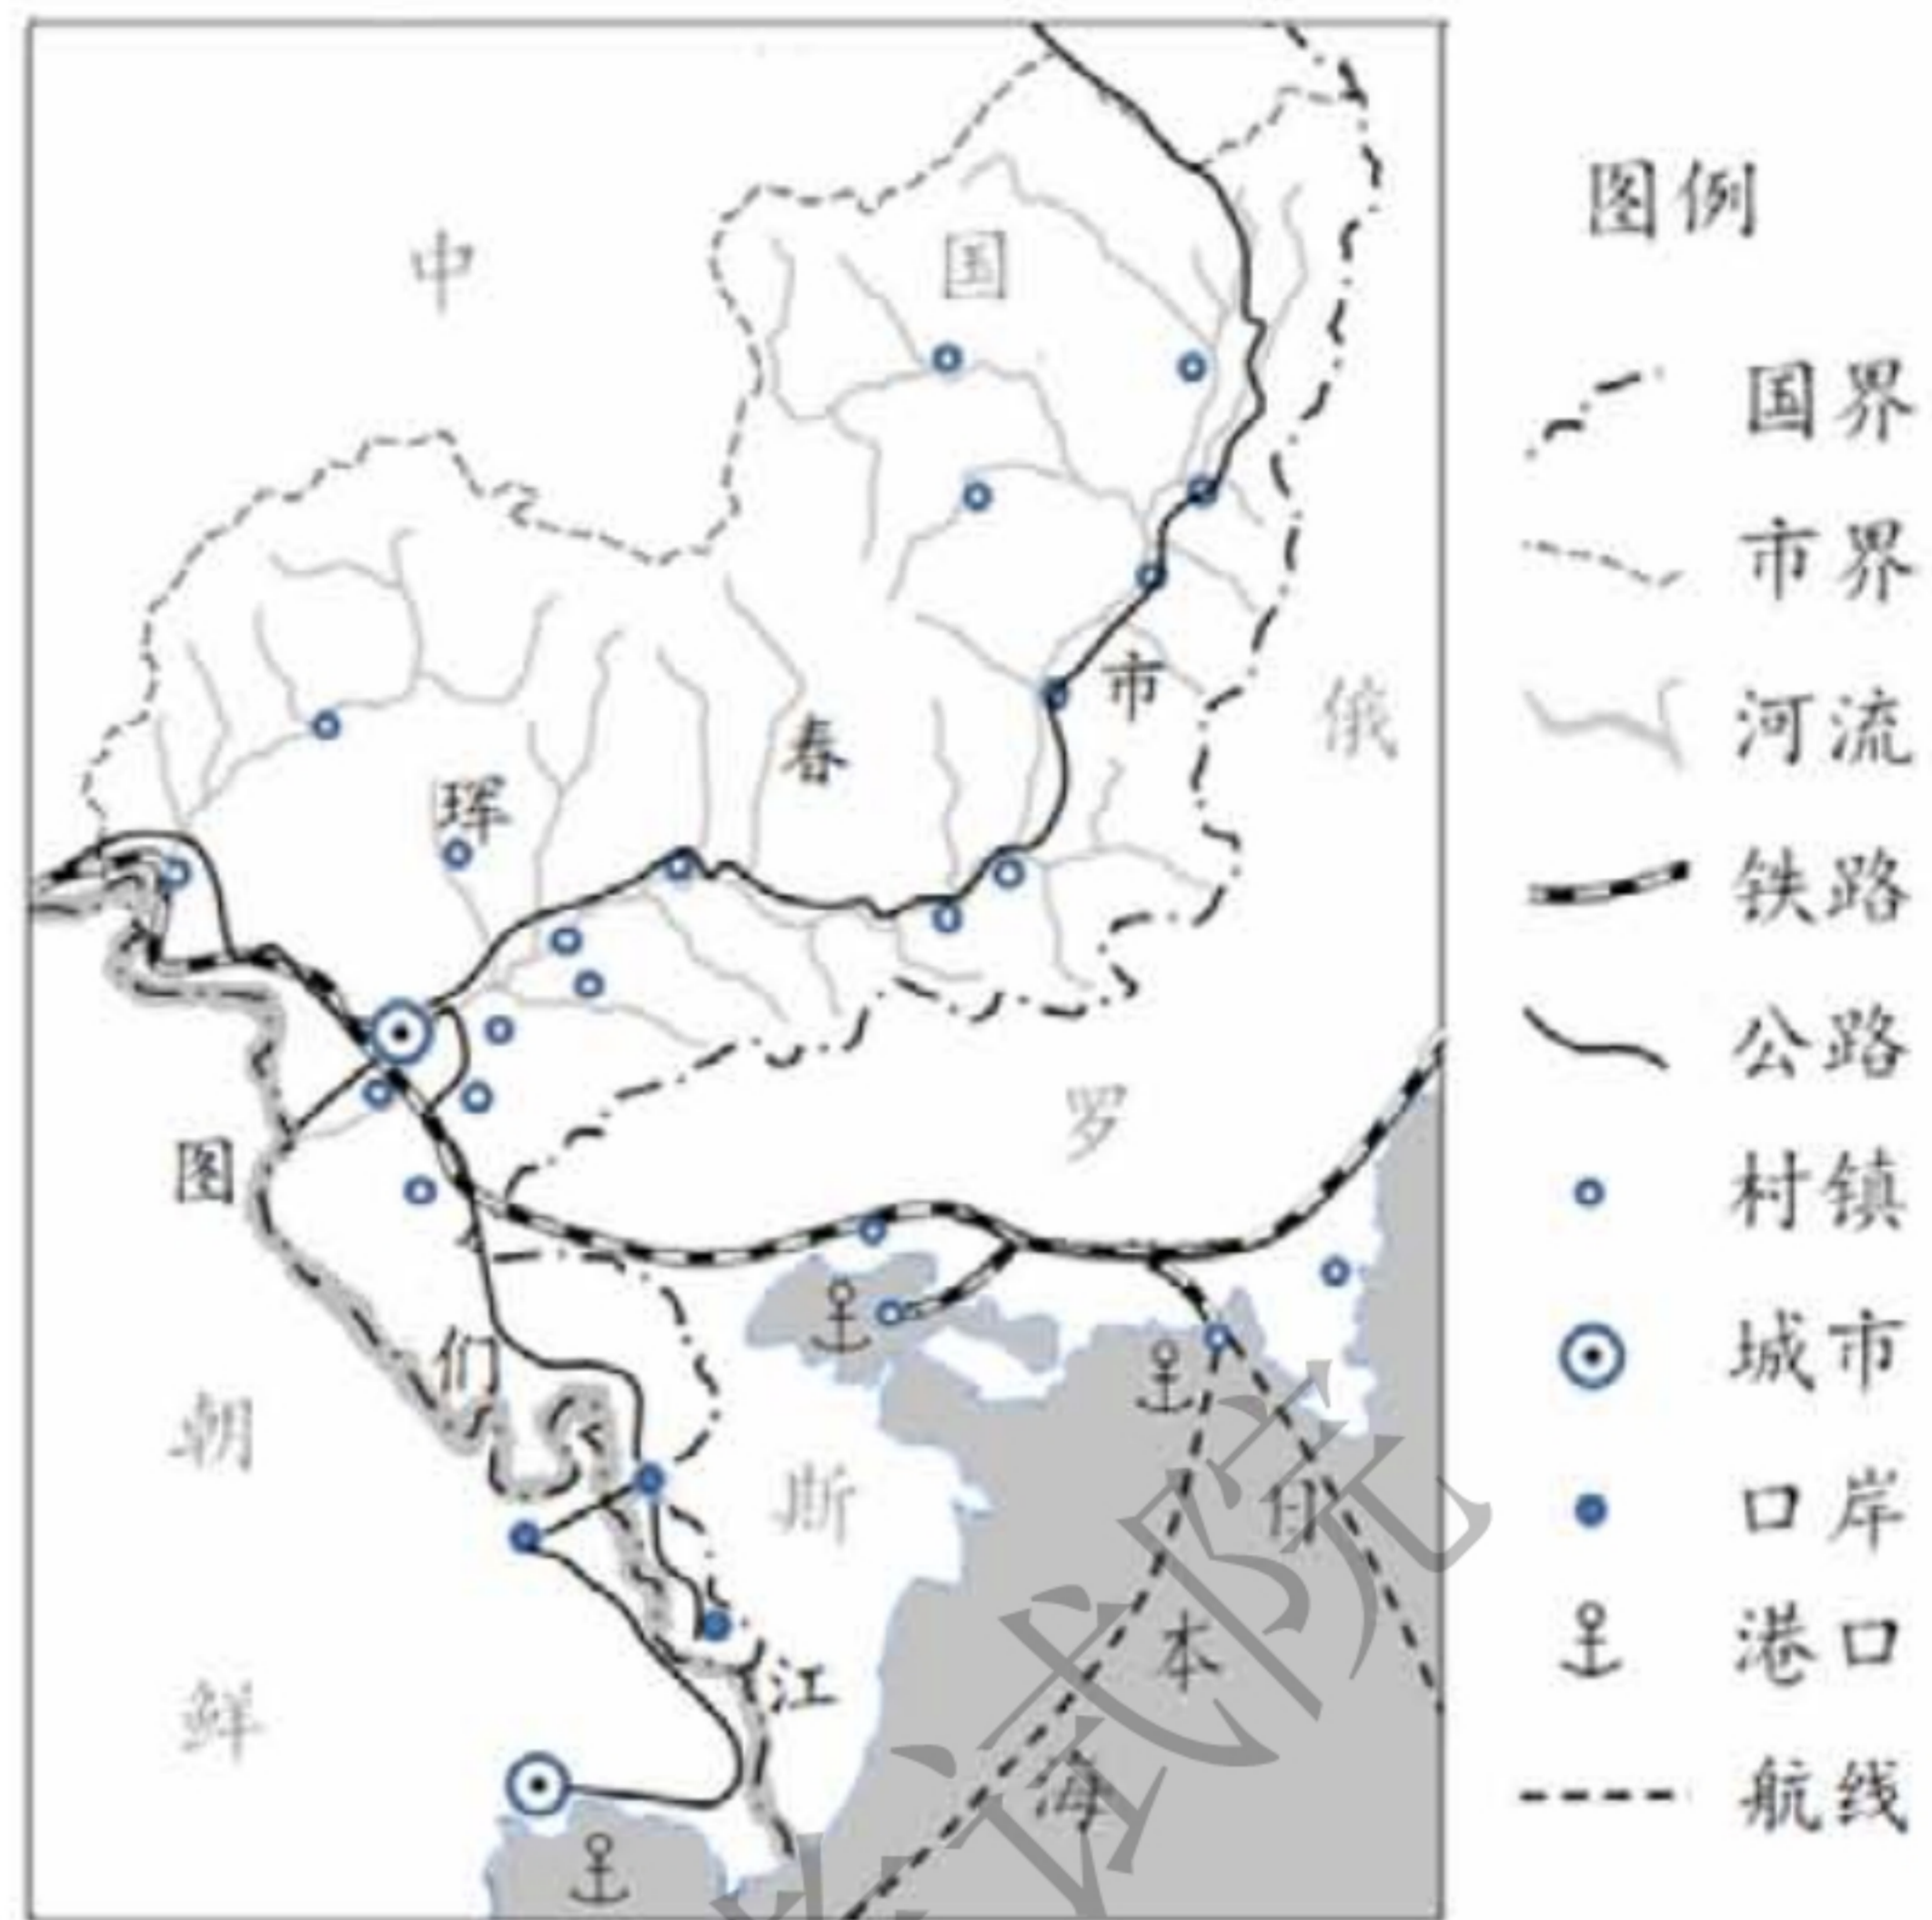 中 国
珲 春 市
俄
罗
斯
图
们
江
朝
鲜
日
本
海
图例
国界
市界
河流
铁路
公路
村镇
城市
口岸
港口
航线
试院